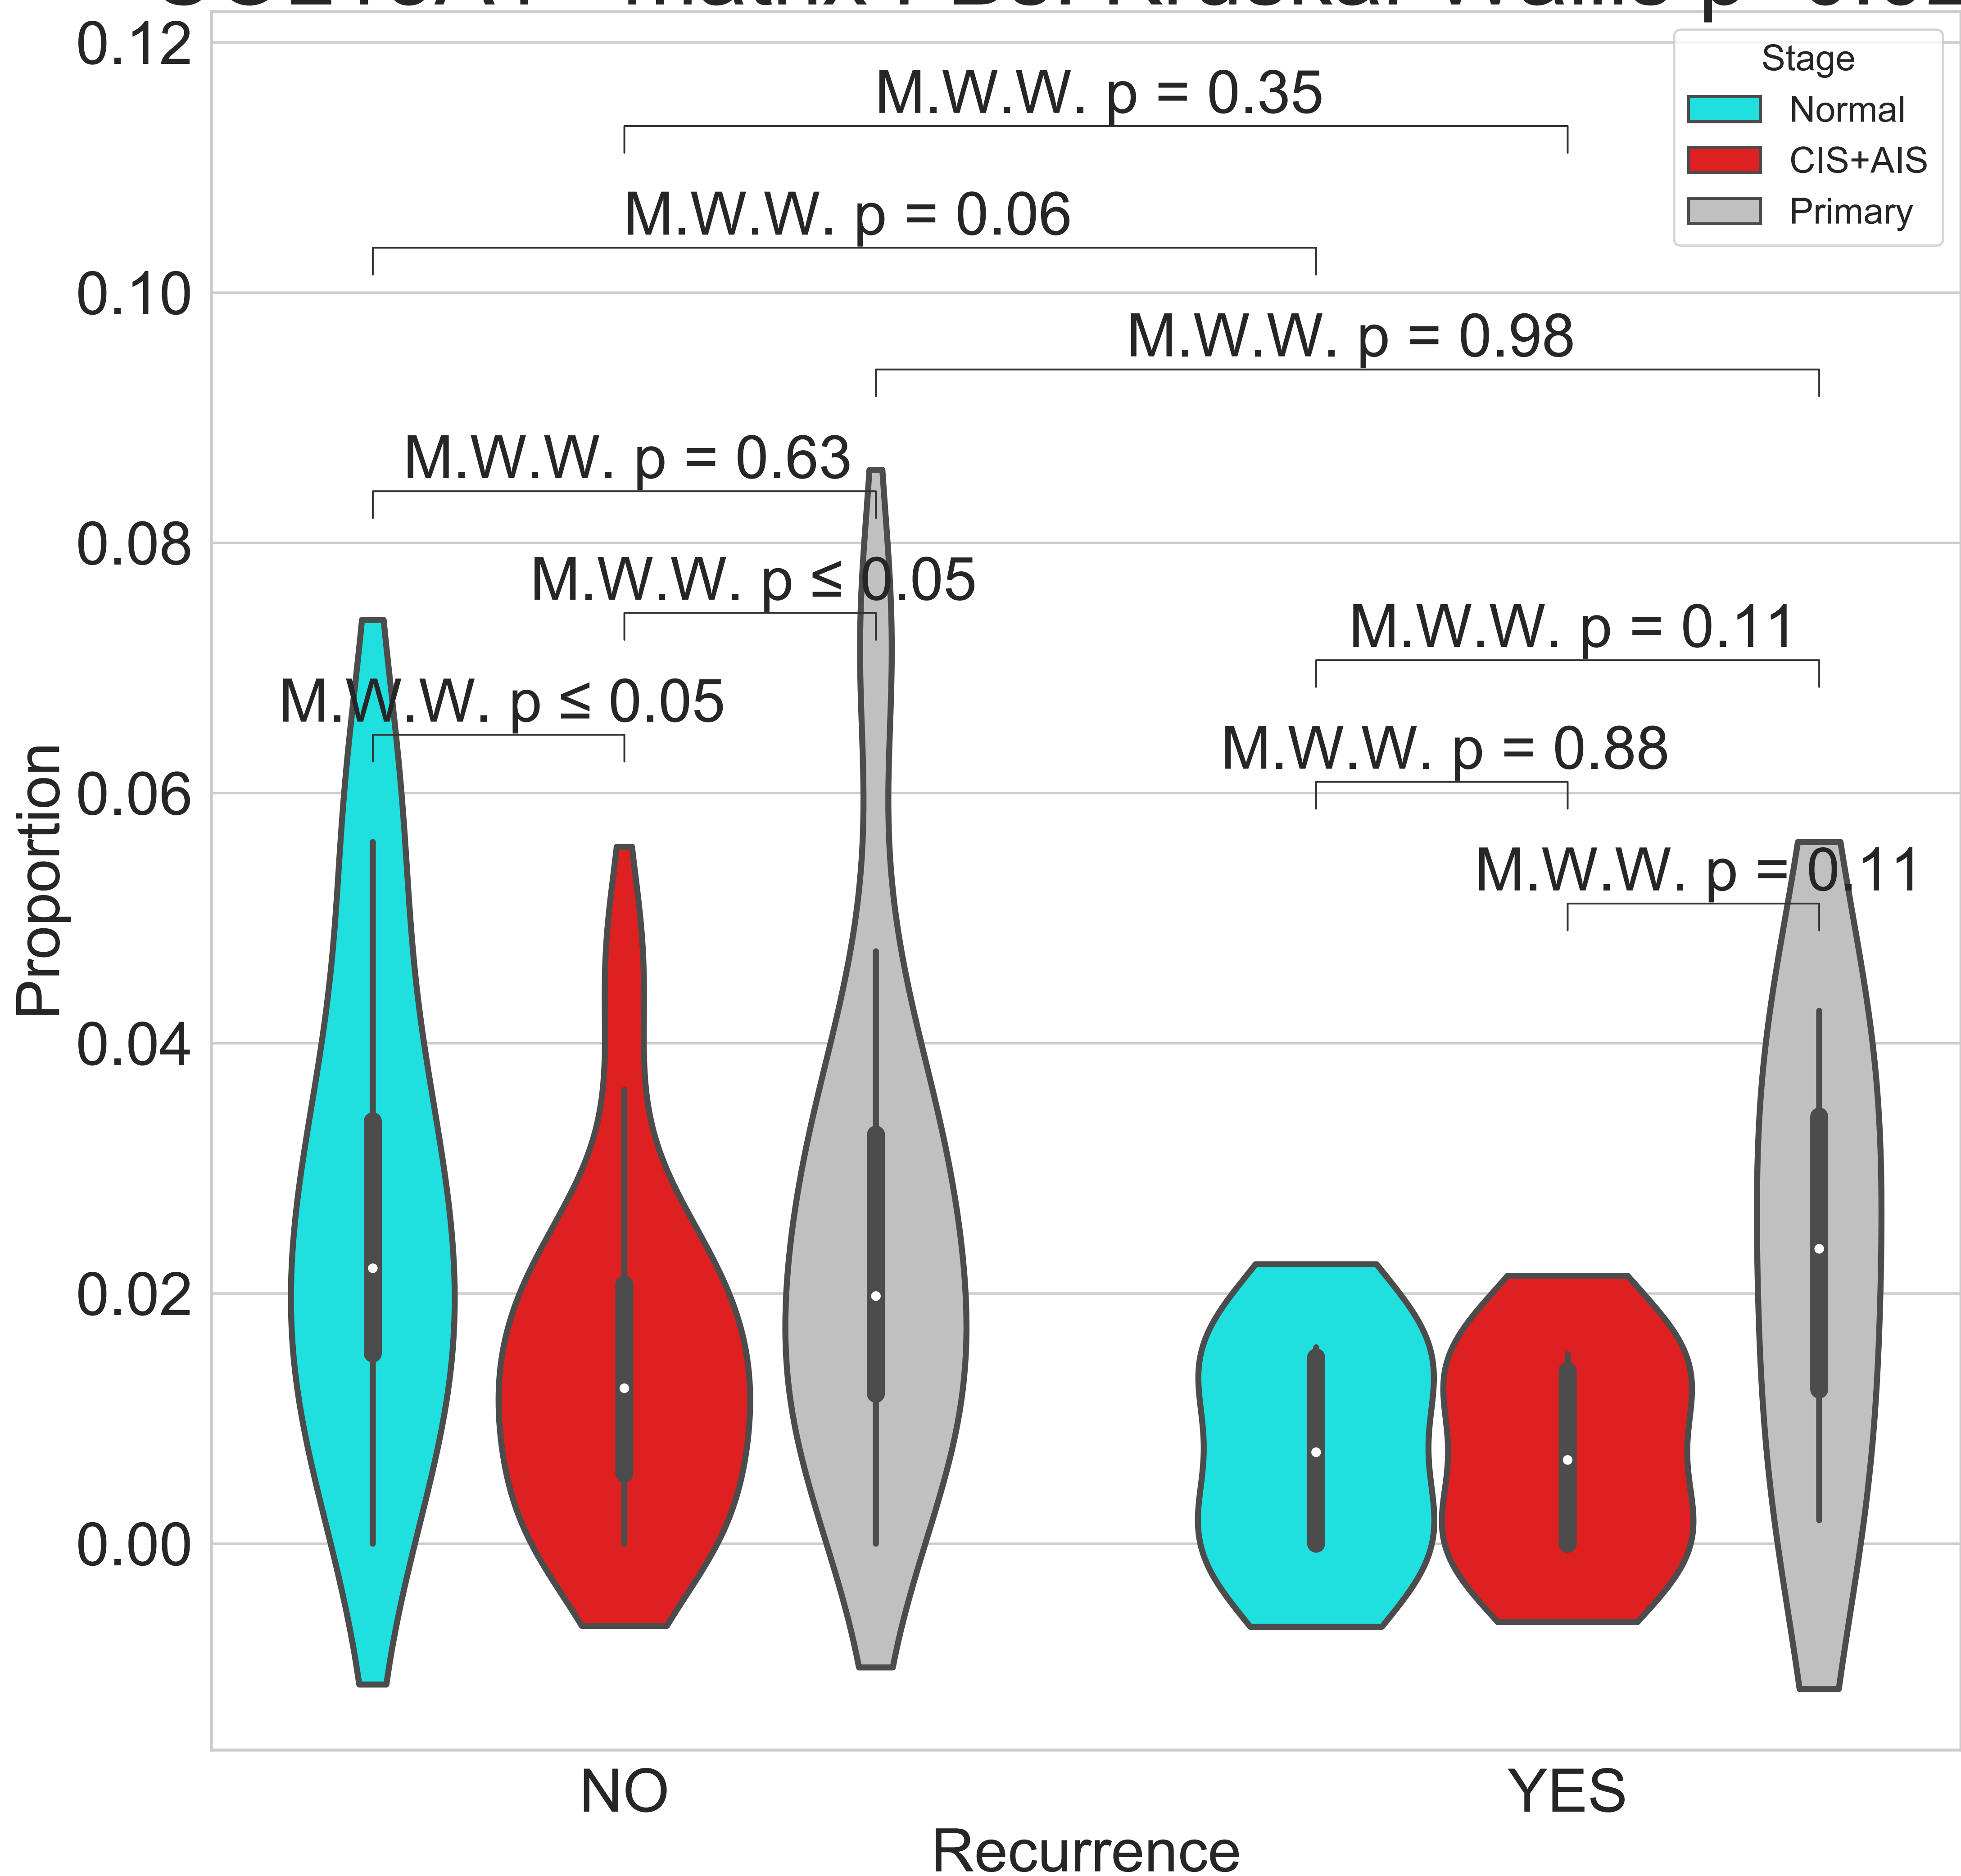 0.12
0.10
0.08
0.06
0.04
0.02
0.00
Proportion
M.W.W. p = 0.35
M.W.W. p = 0.06
M.W.W. p = 0.98
M.W.W. p = 0.63
M.W.W. p ≤ 0.05
M.W.W. p ≤ 0.05
M.W.W. p = 0.11
M.W.W. p = 0.88
M.W.W. p = 0.11
Stage
Normal
CIS+AIS
Primary
NO
YES
Recurrence